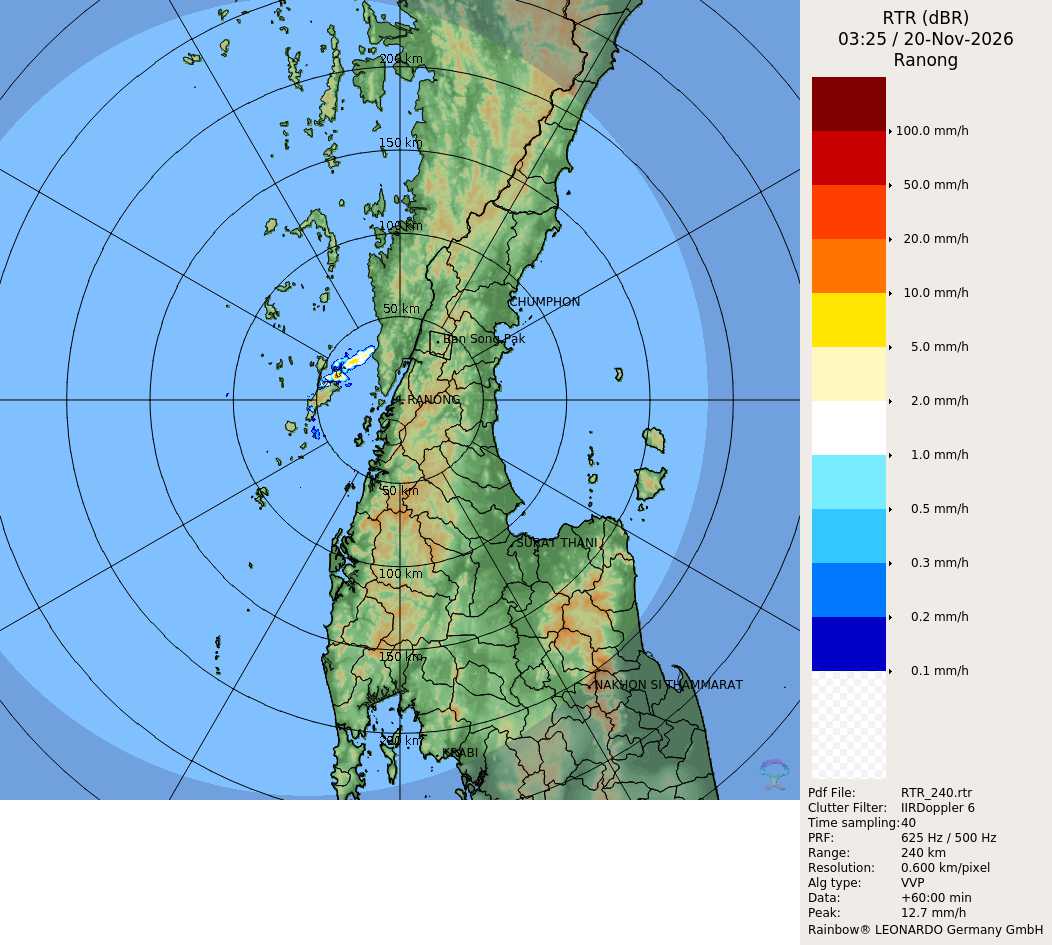 RTR (dBR)
03:25 / 20-Nov-2026
Ranong
100.0 mm/h
50.0 mm/h
20.0 mm/h
10.0 mm/h
5.0 mm/h
2.0 mm/h
1.0 mm/h
0.5 mm/h
0.3 mm/h
0.2 mm/h
0.1 mm/h
Pdf File: RTR_240.rtr
Clutter Filter: IIRDoppler 6
Time sampling: 40
PRF: 625 Hz / 500 Hz
Range: 240 km
Resolution: 0.600 km/pixel
Alg type: VVP
Data: +60:00 min
Peak: 12.7 mm/h
Rainbow® LEONARDO Germany GmbH
200 km
150 km
100 km
50 km
CHUMPHON
Ban Song Pak
RANONG
50 km
SURAT THANI
100 km
150 km
NAKHON SI THAMMARAT
200 km
KRABI